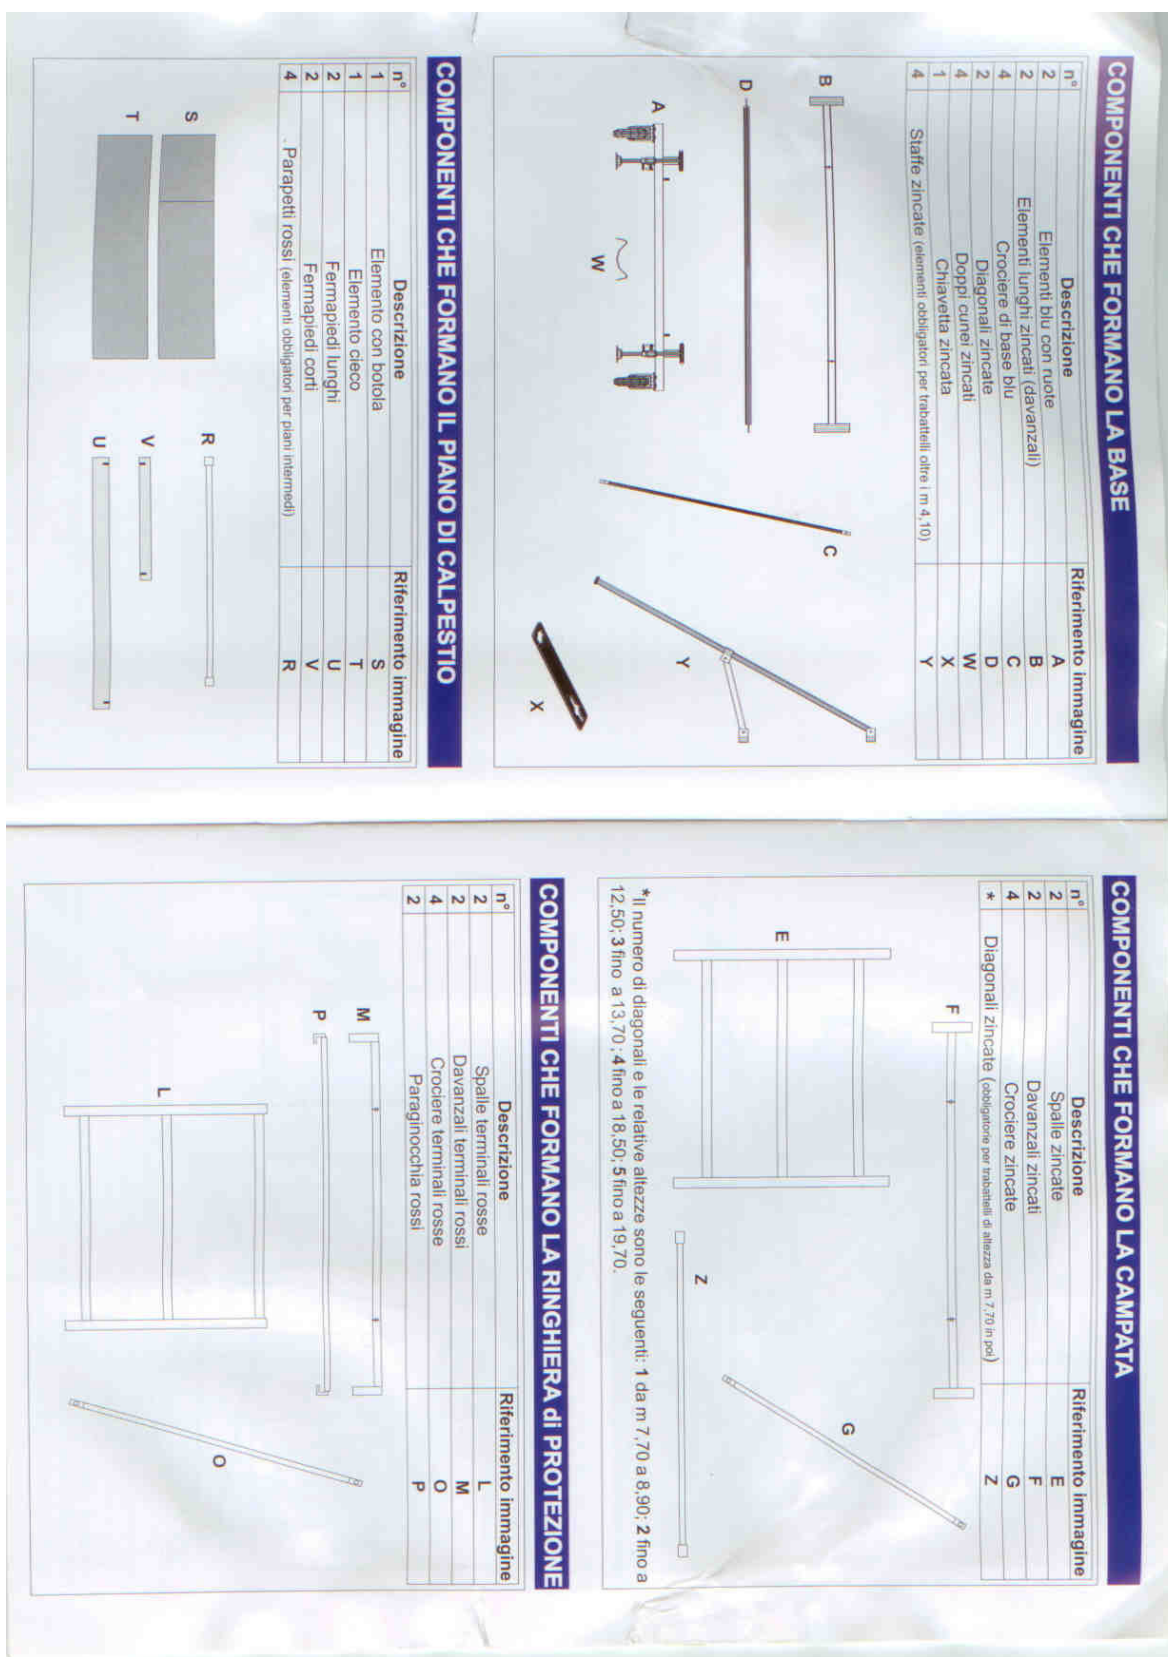 COMPONENTI CHE FORMANO LA BASE
n° Descrizione Riferimento immagine
2 Elementi blu con ruote A
2 Elementi lunghi zincati (davanzali) B
4 Crociere di base blu C
2 Diagonali zincate D
4 Doppi cunei zincati W
1 Chiavetta zincata X
4 Staffe zincate (elementi obbligatori per trabattelli oltre i m 4,10) Y
B
D
A
W
C
Y
X
COMPONENTI CHE FORMANO IL PIANO DI CALPESTIO
n° Descrizione Riferimento immagine
1 Elemento con botola S
1 Elemento cieco T
2 Fermapiedi lunghi U
2 Fermapiedi corti V
4 . Parapetti rossi (elementi obbligatori per piani intermedi) R
S
T
R
V
U
COMPONENTI CHE FORMANO LA CAMPATA
n° Descrizione Riferimento immagine
2 Spalle zincate E
2 Davanzali zincati F
4 Crociere zincate G
* Diagonali zincate (obbligatorie per trabattelli di altezza da m 7,70 in poi) Z
F
E
G
Z
*Il numero di diagonali e le relative altezze sono le seguenti: 1 da m 7,70 a 8,90; 2 fino a
12,50; 3 fino a 13,70 ; 4 fino a 18,50; 5 fino a 19,70.
COMPONENTI CHE FORMANO LA RINGHIERA di PROTEZIONE
n° Descrizione Riferimento immagine
2 Spalle terminali rosse L
2 Davanzali terminali rossi M
4 Crociere terminali rosse O
2 Paraginocchia rossi P
M
P
L
O